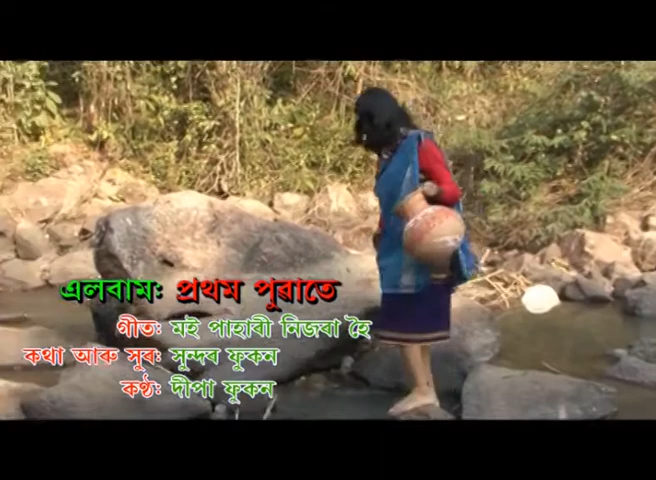 এলবাম: প্ৰথম পুৱাতে
গীত: মই পাহাৰী নিজৰা হৈ
কথা আৰু সুৰ: সুন্দৰ ফুকন
কণ্ঠ: দীপা ফুকন